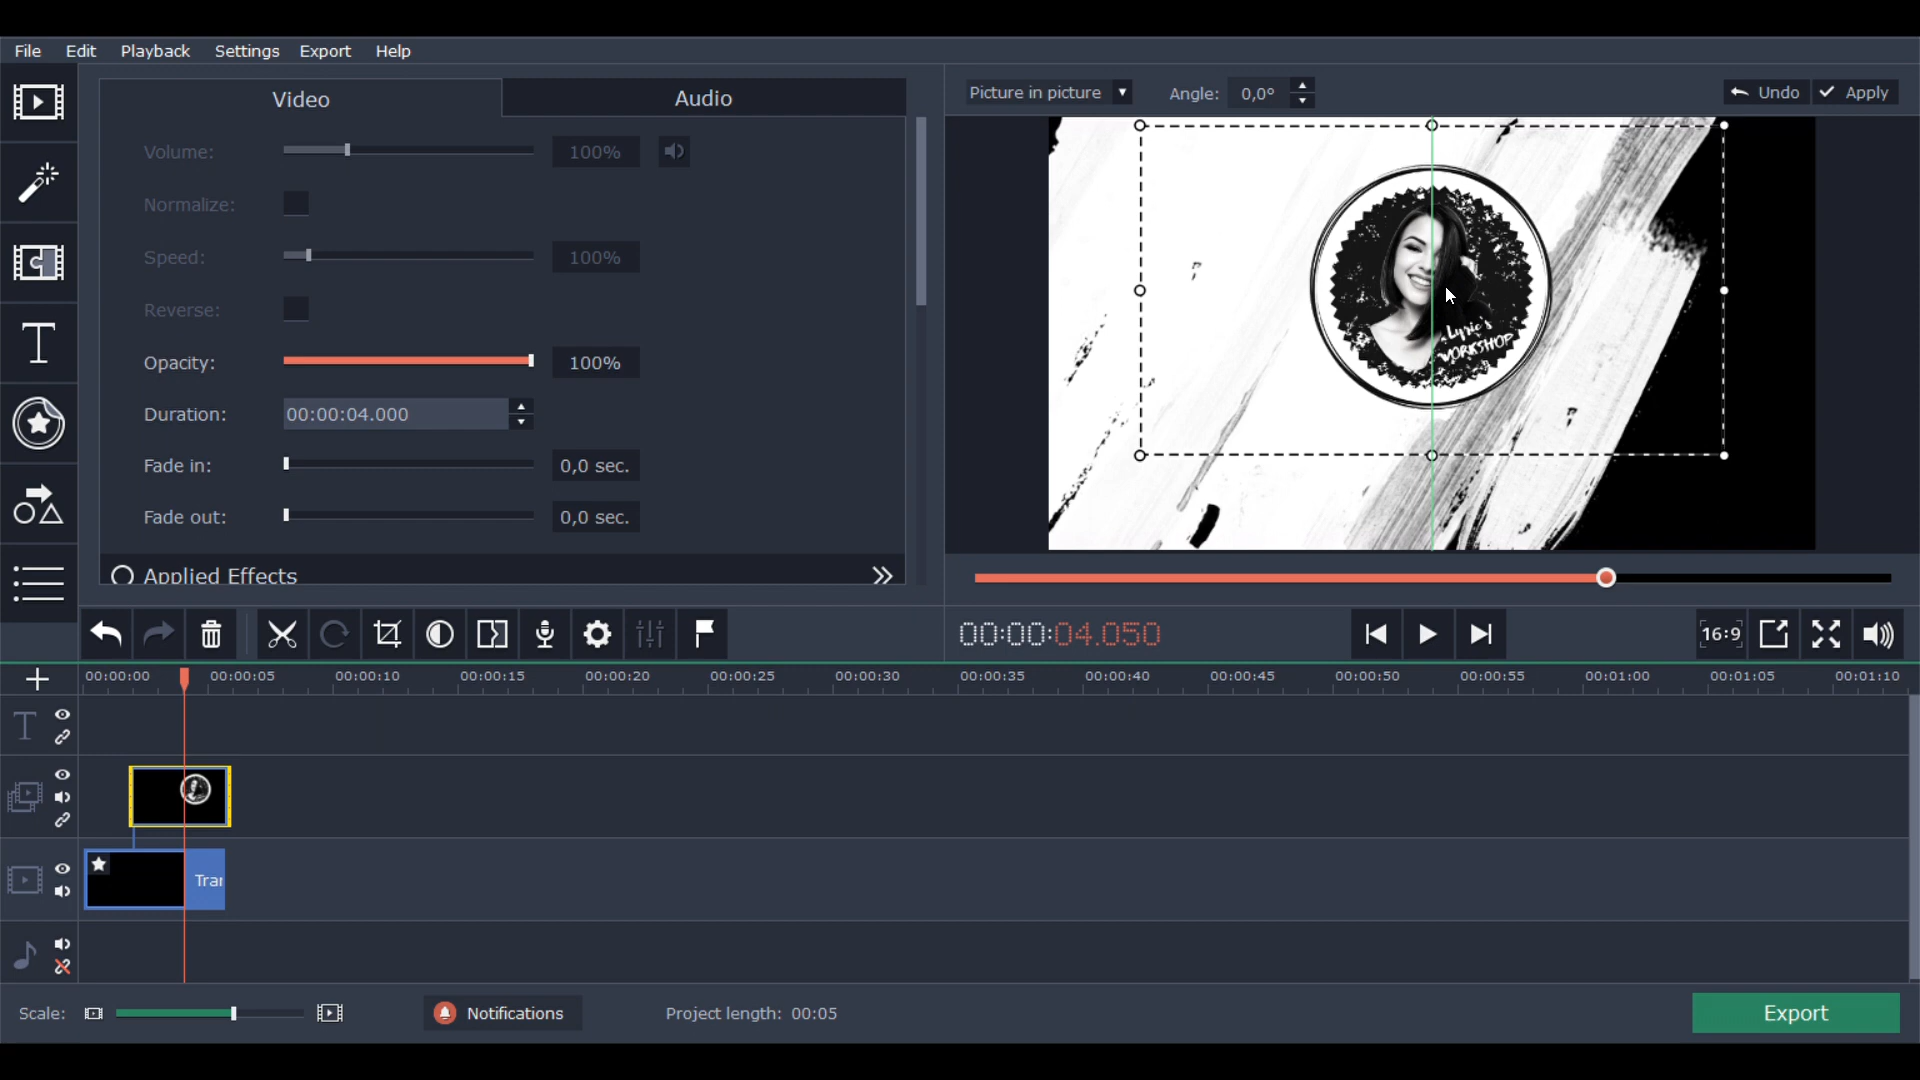 File Edit Playback Settings Export Help
Video Audio
Picture in picture Angle: 0,0° Undo Apply
Volume: 100%
Normalize:
Speed: 100%
Reverse:
Opacity: 100%
Duration: 00:00:04.000
Fade in: 0,0 sec.
Fade out: 0,0 sec.
Applied Effects
Lyric's
WORKSHOP
00:00:04.050
16:9
00:00:00 00:00:05 00:00:10 00:00:15 00:00:20 00:00:25 00:00:30 00:00:35 00:00:40 00:00:45 00:00:50 00:00:55 00:01:00 00:01:05 00:01:10
Trar
Scale: Notifications Project length: 00:05 Export